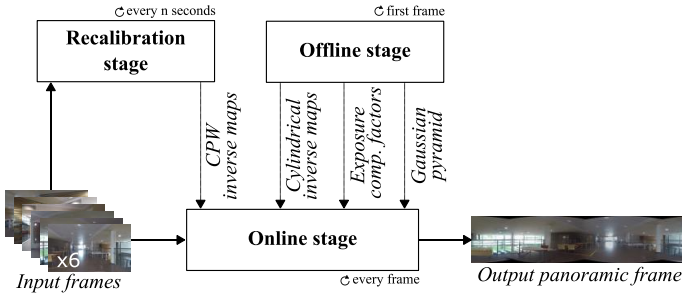 every n seconds
first frame
Recalibration
stage
Offline stage
CPW
inverse maps
Cylindrical
inverse maps
Exposure
comp. factors
Gaussian
pyramid
x6
Input frames
Online stage
every frame
Output panoramic frame